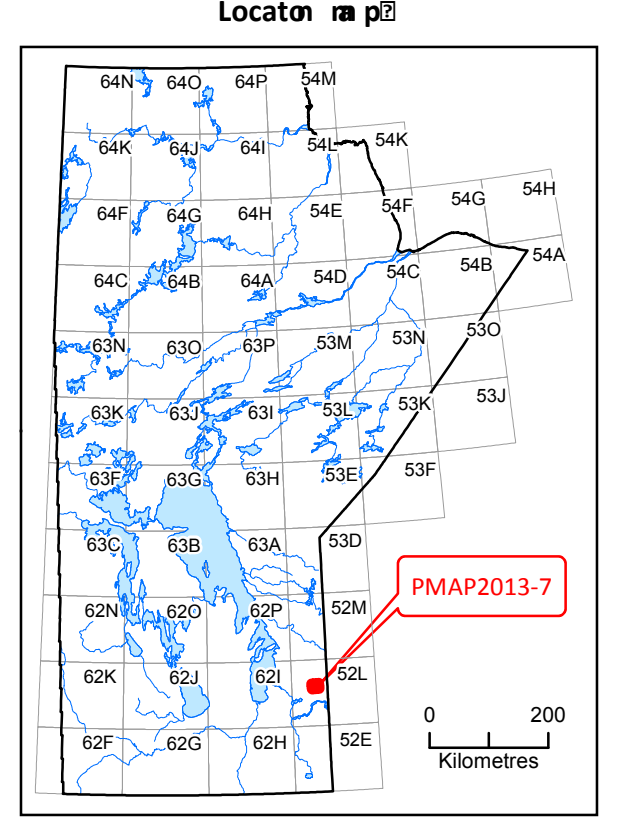 Locaton map
64N 64O 64P 54M
64K 64J 64I 54L 54K
64F 64G 64H 54E 54F 54G 54H
64C 64B 64A 54D 54C 54B 54A
63N 63O 63P 53M 53N 53O
63K 63J 63I 53L 53K 53J
63F 63G 63H 53E 53F
63C 63B 63A 53D
PMAP2013-7
62N 62O 62P 52M
62K 62J 62I 52L
0 200
Kilometres
62F 62G 62H 52E